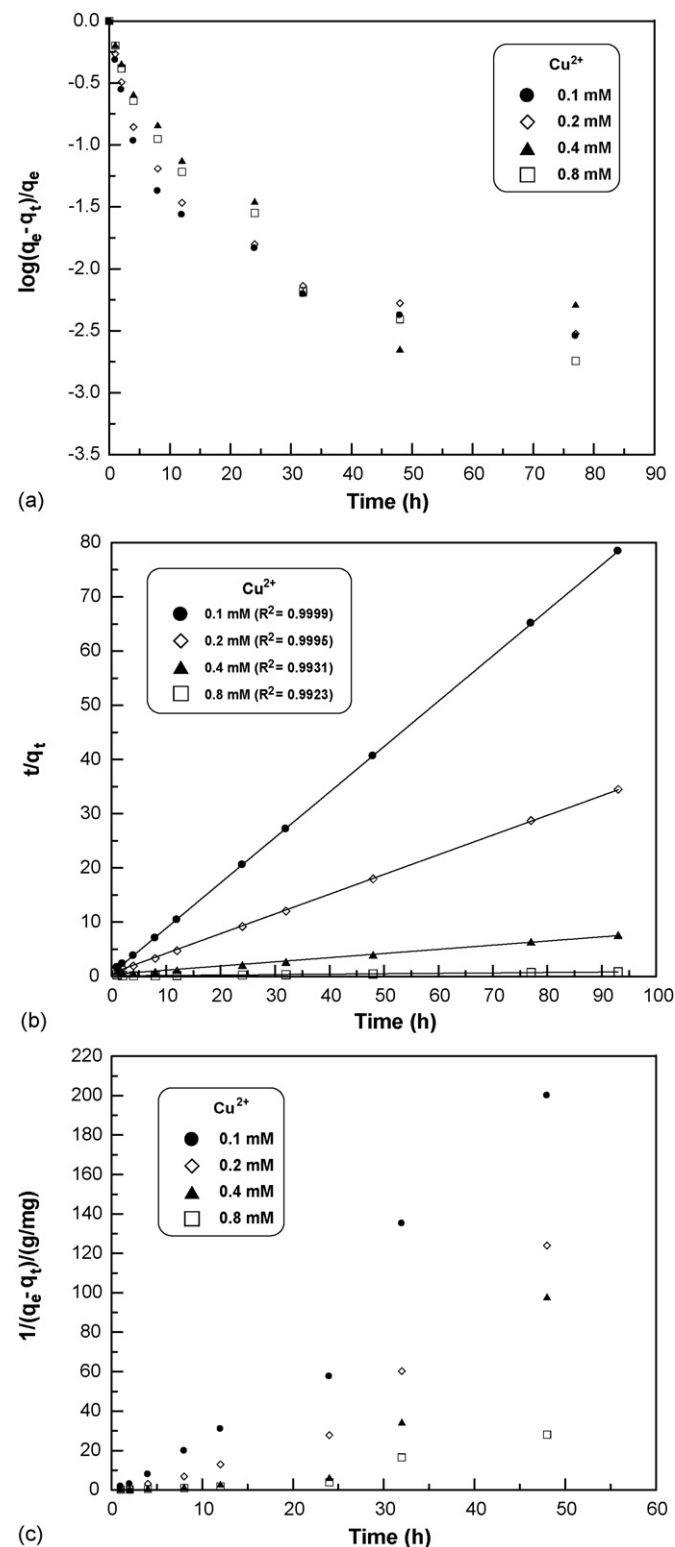 0.0
-0.5
-1.0
-1.5
-2.0
-2.5
-3.0
-3.5
log(qe-qt)/qe
Cu2+
0.1 mM
0.2 mM
0.4 mM
0.8 mM
0 10 20 30 40 50 60 70 80 90
Time (h)
(a)
80
70
60
50
40
30
20
10
0
t/qt
Cu2+
0.1 mM (R2= 0.9999)
0.2 mM (R2= 0.9995)
0.4 mM (R2= 0.9931)
0.8 mM (R2= 0.9923)
0 10 20 30 40 50 60 70 80 90 100
Time (h)
(b)
220
200
180
160
140
120
100
80
60
40
20
0
1/(qe-qt)/(g/mg)
Cu2+
0.1 mM
0.2 mM
0.4 mM
0.8 mM
0 10 20 30 40 50 60
Time (h)
(c)